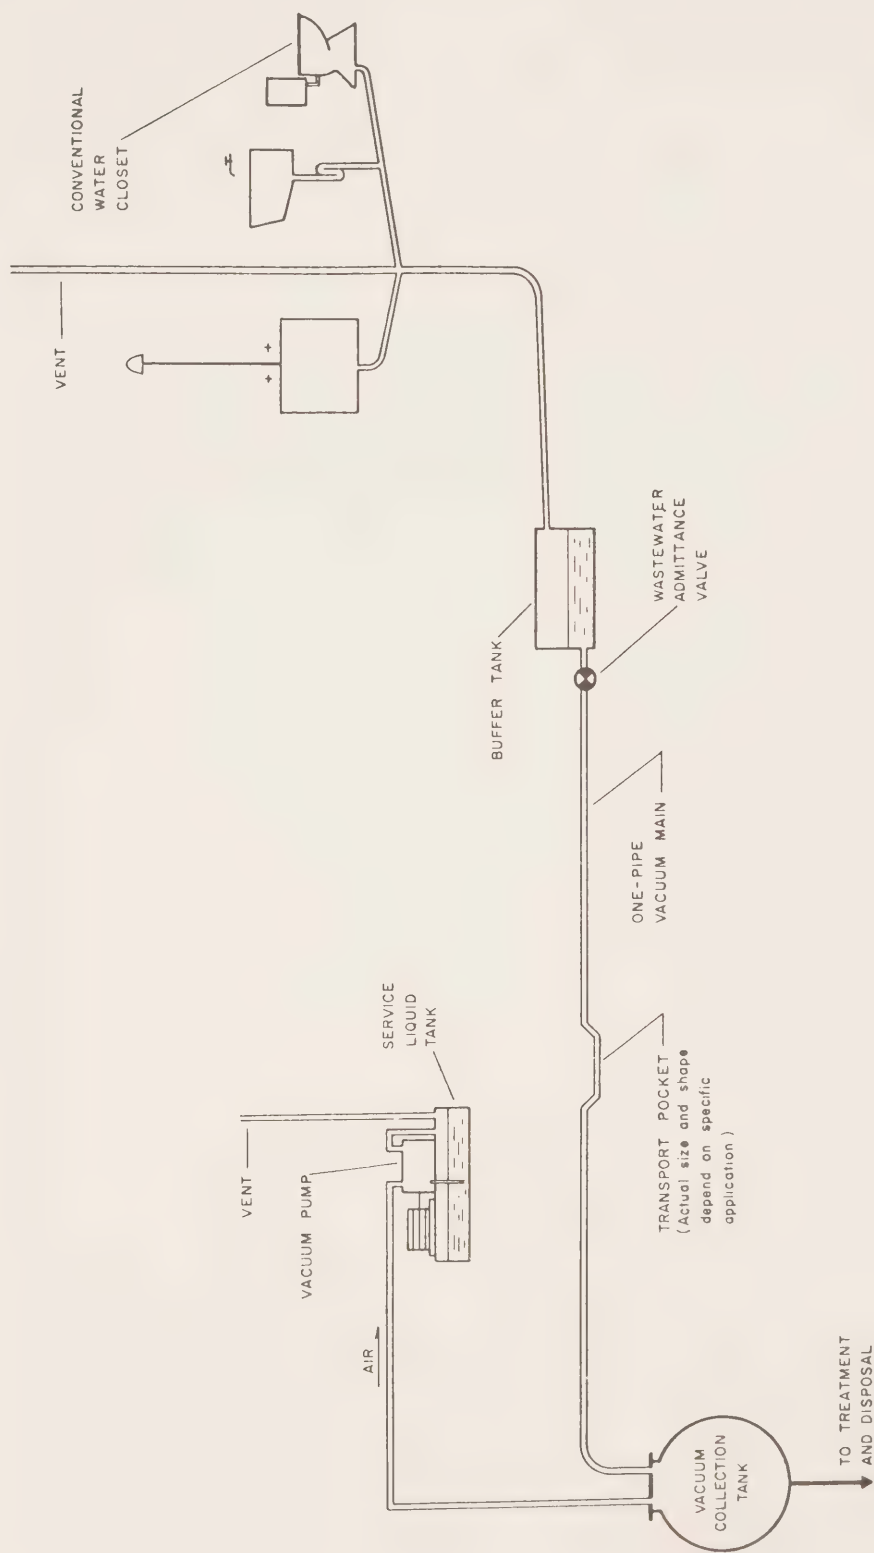 CONVENTIONAL
WATER
CLOSET
VENT
BUFFER TANK
WASTEWATER
ADMITTANCE
VALVE
ONE-PIPE
VACUUM MAIN
SERVICE
LIQUID
TANK
VENT
VACUUM PUMP
TRANSPORT POCKET
(Actual size and shape
depend on specific
application)
AIR
VACUUM
COLLECTION
TANK
TO TREATMENT
AND DISPOSAL